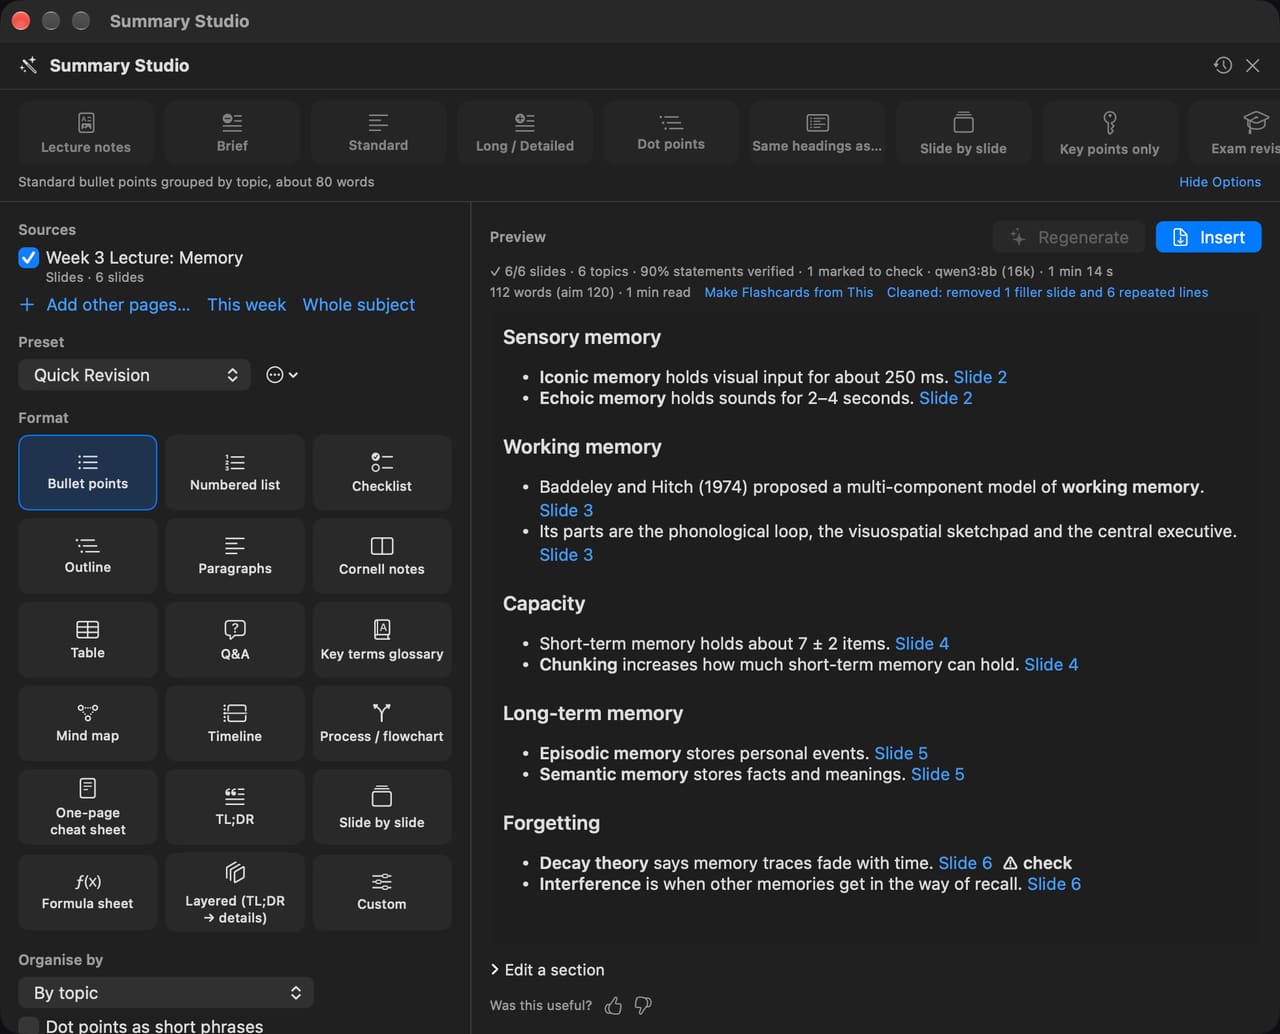 Summary Studio
Summary Studio
Lecture notes
Brief
Standard
Long / Detailed
Dot points
Same headings as...
Slide by slide
Key points only
Exam revis
Standard bullet points grouped by topic, about 80 words
Hide Options
Sources
Week 3 Lecture: Memory
Slides · 6 slides
+ Add other pages... This week Whole subject
Preset
Quick Revision
Format
Bullet points
Numbered list
Checklist
Outline
Paragraphs
Cornell notes
Table
Q&A
Key terms glossary
Mind map
Timeline
Process / flowchart
One-page
cheat sheet
TL;DR
Slide by slide
f(x)
Formula sheet
Layered (TL;DR
→ details)
Custom
Organise by
By topic
Dot points as short phrases
Preview
Regenerate
Insert
✓ 6/6 slides · 6 topics · 90% statements verified · 1 marked to check · qwen3:8b (16k) · 1 min 14 s
112 words (aim 120) · 1 min read Make Flashcards from This Cleaned: removed 1 filler slide and 6 repeated lines
Sensory memory
• Iconic memory holds visual input for about 250 ms. Slide 2
• Echoic memory holds sounds for 2–4 seconds. Slide 2
Working memory
• Baddeley and Hitch (1974) proposed a multi-component model of working memory.
Slide 3
• Its parts are the phonological loop, the visuospatial sketchpad and the central executive.
Slide 3
Capacity
• Short-term memory holds about 7 ± 2 items. Slide 4
• Chunking increases how much short-term memory can hold. Slide 4
Long-term memory
• Episodic memory stores personal events. Slide 5
• Semantic memory stores facts and meanings. Slide 5
Forgetting
• Decay theory says memory traces fade with time. Slide 6 ⚠ check
• Interference is when other memories get in the way of recall. Slide 6
Edit a section
Was this useful?